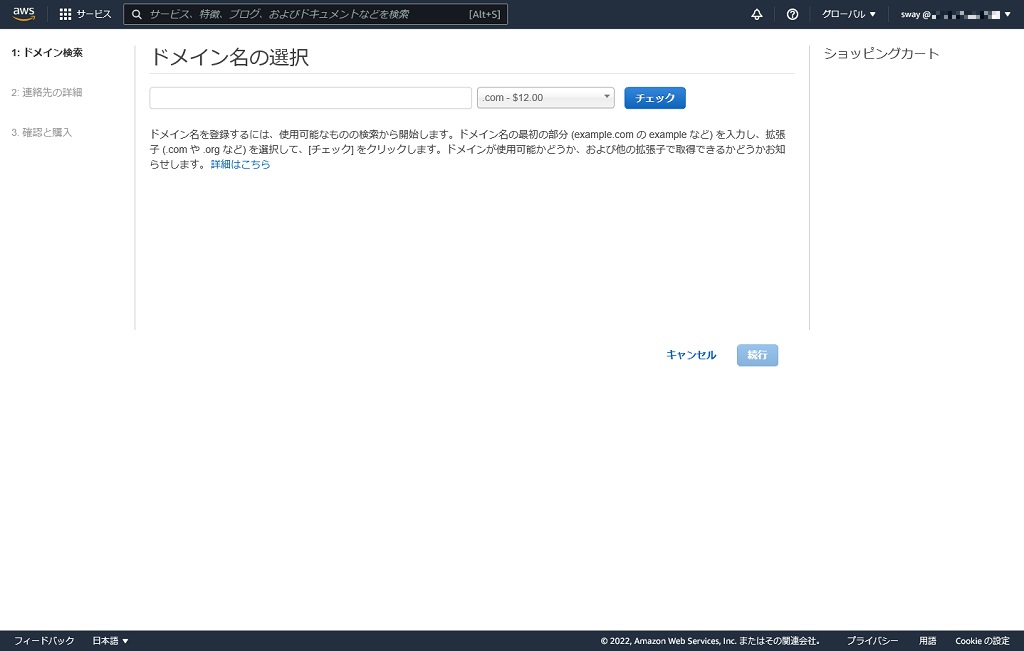 aws
サービス
サービス、特徴、ブログ、およびドキュメントなどを検索
[Alt+S]
グローバル
sway @
1: ドメイン検索
2: 連絡先の詳細
3. 確認と購入
ドメイン名の選択
.com - $12.00
チェック
ドメイン名を登録するには、使用可能なものの検索から開始します。ドメイン名の最初の部分 (example.com の example など) を入力し、拡張
子 (.com や .org など) を選択して、[チェック] をクリックします。ドメインが使用可能かどうか、および他の拡張子で取得できるかどうかお知
らせします。 詳細はこちら
ショッピングカート
キャンセル
続行
フィードバック
日本語
© 2022, Amazon Web Services, Inc. またはその関連会社。
プライバシー
用語
Cookie の設定